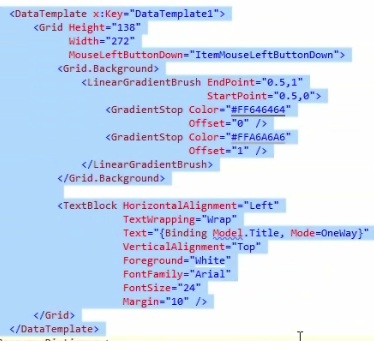 <DataTemplate x:Key="DataTemplate1">
<Grid Height="138"
Width="272"
MouseLeftButtonDown="ItemMouseLeftButtonDown">
<Grid.Background>
<LinearGradientBrush EndPoint="0.5,1"
StartPoint="0.5,0">
<GradientStop Color="#FF646464"
Offset="0" />
<GradientStop Color="#FFA6A6A6"
Offset="1" />
</LinearGradientBrush>
</Grid.Background>
<TextBlock HorizontalAlignment="Left"
TextWrapping="Wrap"
Text="{Binding Model.Title, Mode=OneWay}"
VerticalAlignment="Top"
Foreground="White"
FontFamily="Arial"
FontSize="24"
Margin="10" />
</Grid>
</DataTemplate>